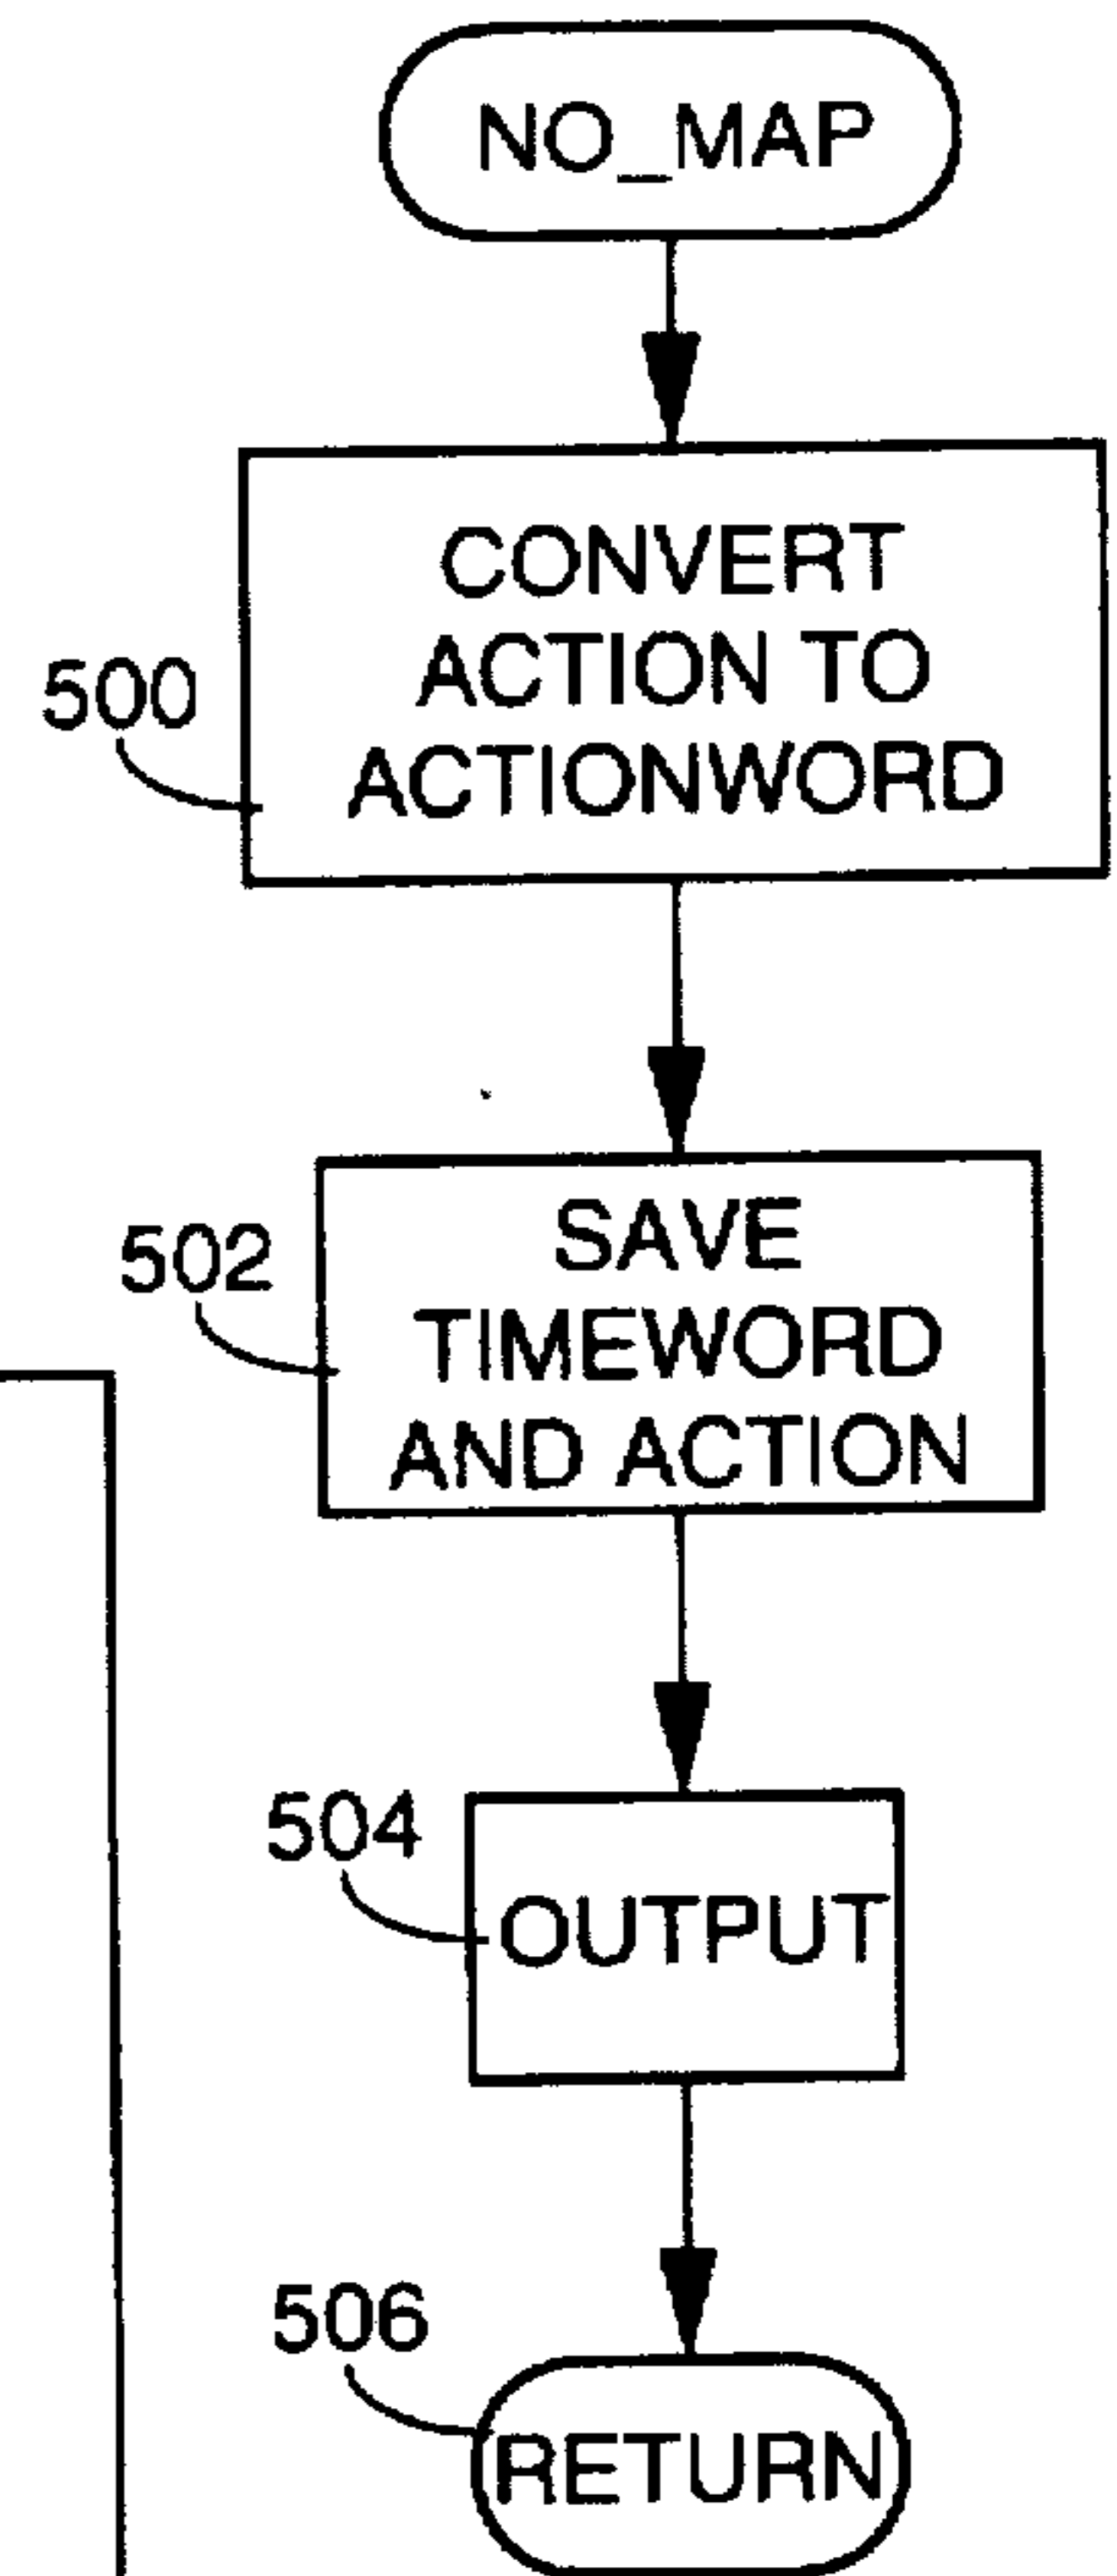 NO_MAP
CONVERT
ACTION TO
ACTIONWORD
500
SAVE
TIMEWORD
AND ACTION
502
OUTPUT
504
RETURN
506